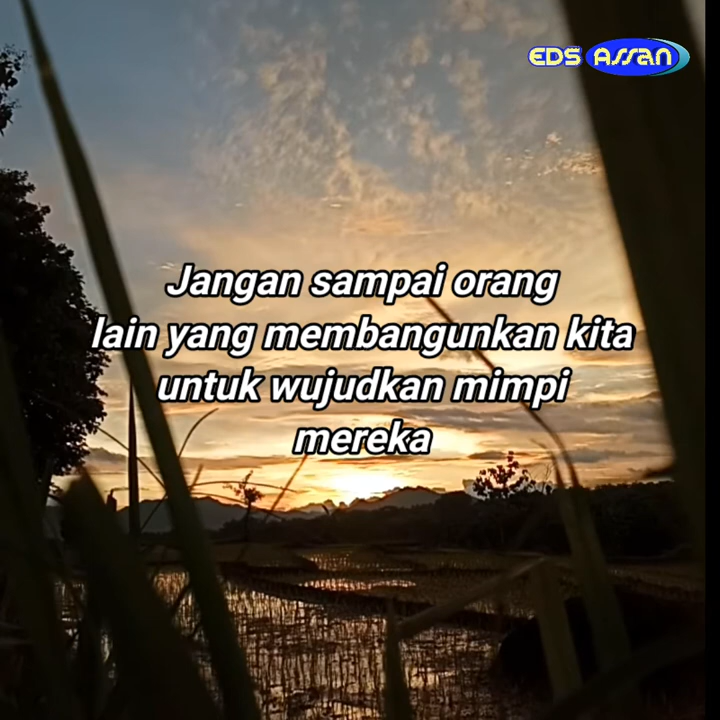 EDS Assan
Jangan sampai orang
lain yang membangunkan kita
untuk wujudkan mimpi
mereka